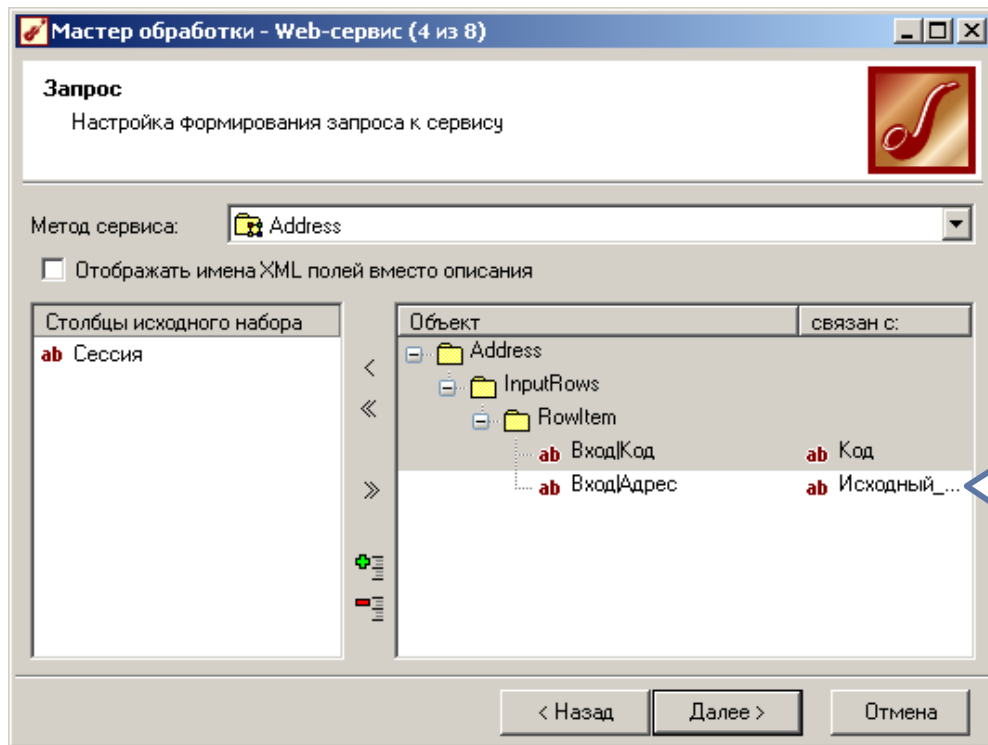 Мастер обработки - Web-сервис (4 из 8)
Запрос
Настройка формирования запроса к сервису
Метод сервиса: Address
Отображать имена XML полей вместо описания
Столбцы исходного набора
ab Сессия
Объект связан с:
Address
InputRows
RowItem
ab Вход|Код ab Код
ab Вход|Адрес ab Исходный_...
< Назад Далее > Отмена